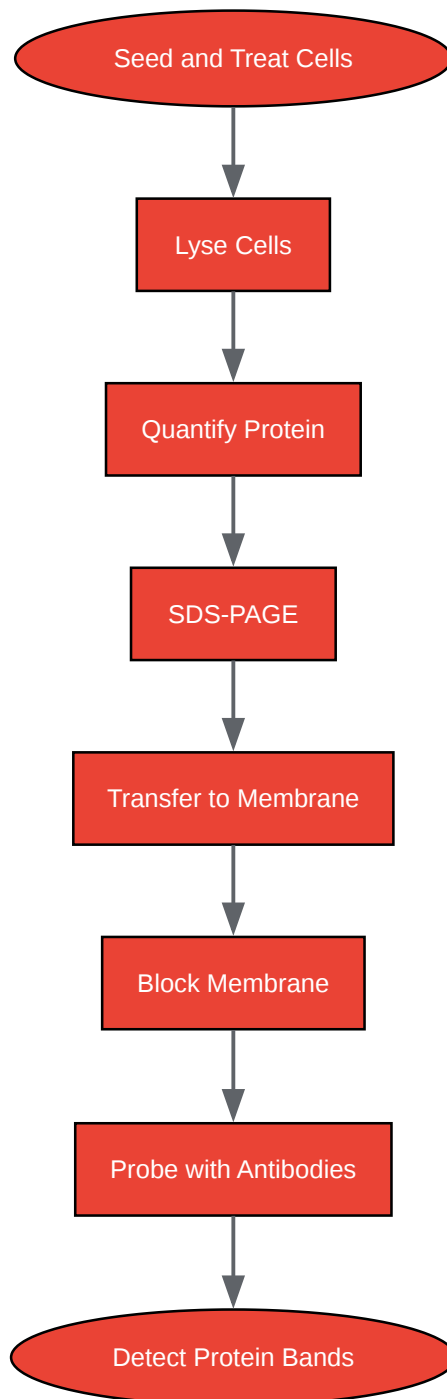 Seed and Treat Cells
Lyse Cells
Quantify Protein
SDS-PAGE
Transfer to Membrane
Block Membrane
Probe with Antibodies
Detect Protein Bands